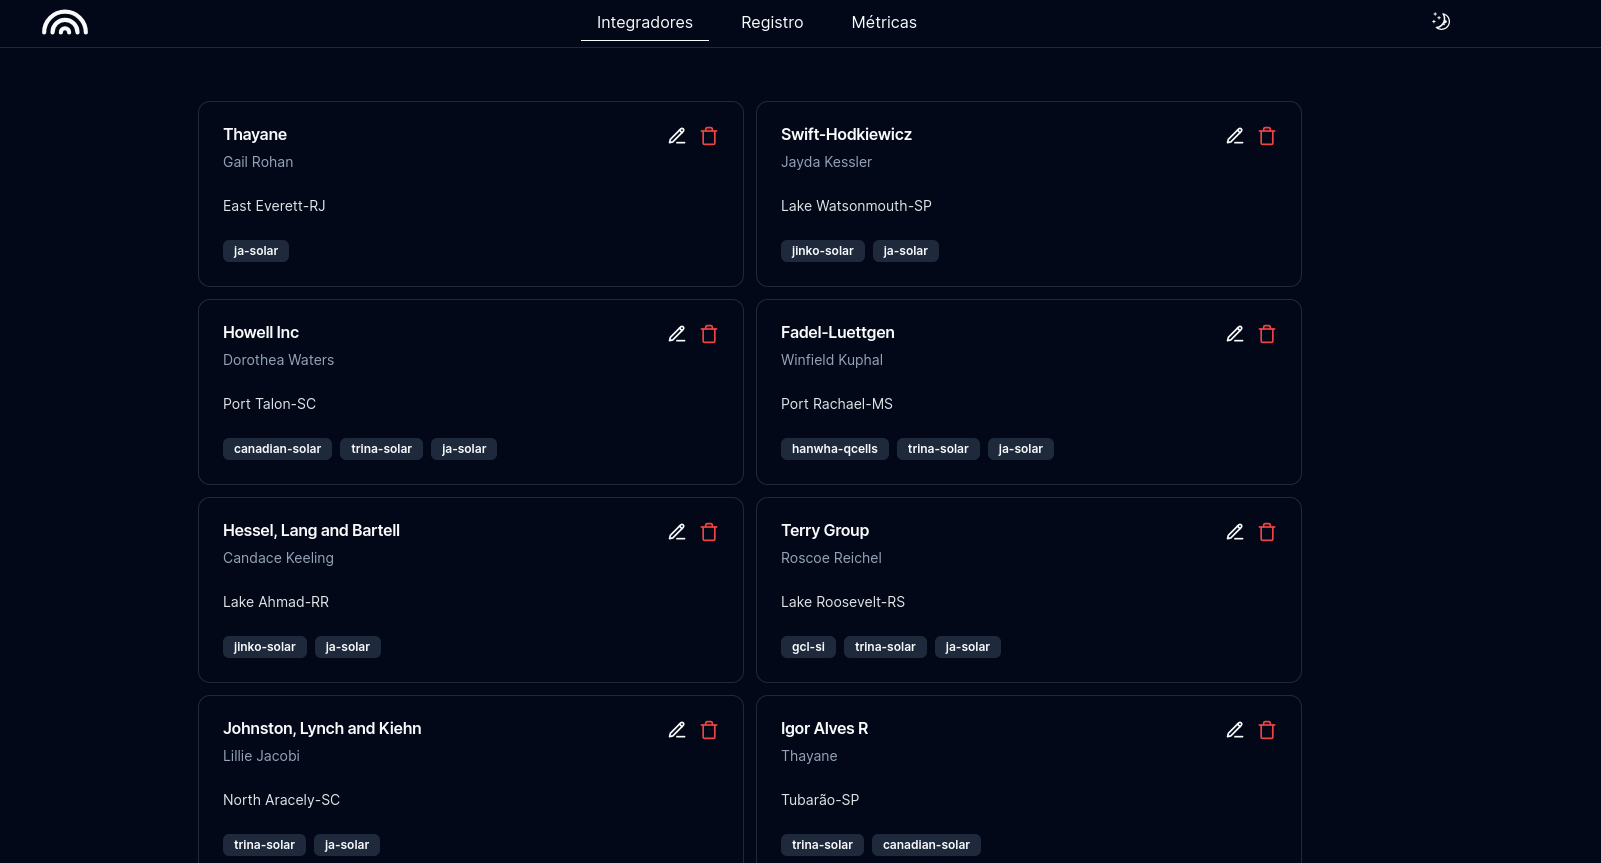 Integradores Registro Métricas
Thayane
Gail Rohan
East Everett-RJ
ja-solar
Swift-Hodkiewicz
Jayda Kessler
Lake Watsonmouth-SP
jinko-solar ja-solar
Howell Inc
Dorothea Waters
Port Talon-SC
canadian-solar trina-solar ja-solar
Fadel-Luettgen
Winfield Kuphal
Port Rachael-MS
hanwha-qcells trina-solar ja-solar
Hessel, Lang and Bartell
Candace Keeling
Lake Ahmad-RR
jinko-solar ja-solar
Terry Group
Roscoe Reichel
Lake Roosevelt-RS
gcl-si trina-solar ja-solar
Johnston, Lynch and Kiehn
Lillie Jacobi
North Aracely-SC
trina-solar ja-solar
Igor Alves R
Thayane
Tubarão-SP
trina-solar canadian-solar